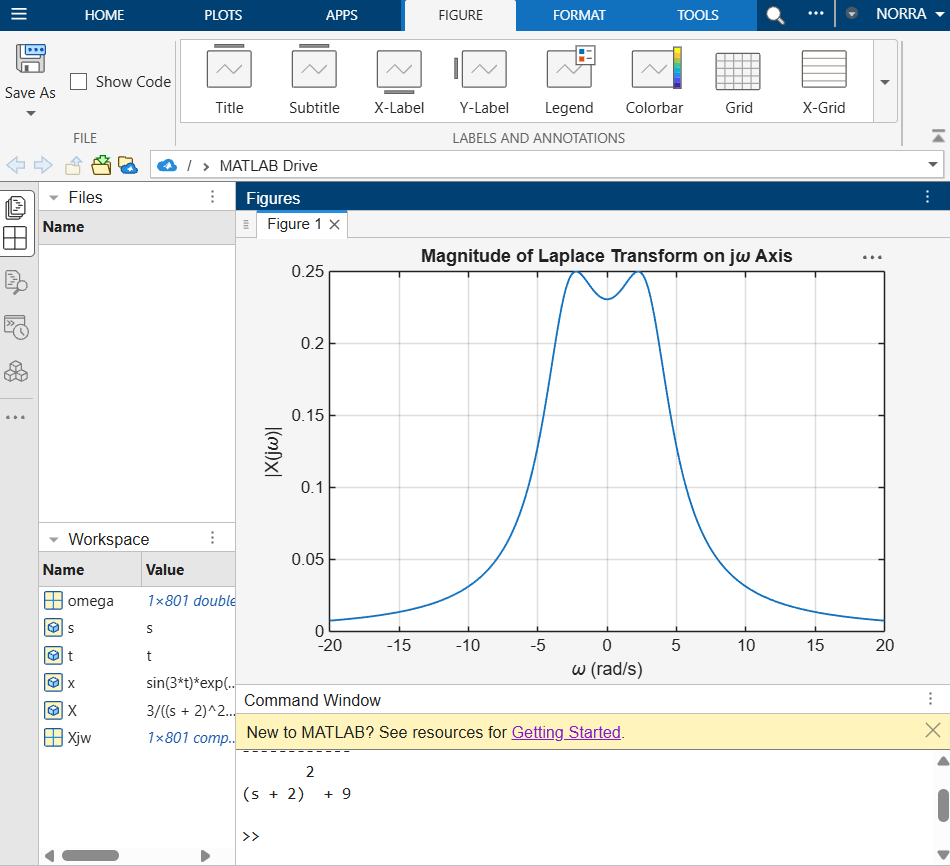 HOME PLOTS APPS FIGURE FORMAT TOOLS ••• NORRA
Save As Show Code
Title Subtitle X-Label Y-Label Legend Colorbar Grid X-Grid
FILE LABELS AND ANNOTATIONS
/ › MATLAB Drive
Files
Name
Figures
Figure 1
Magnitude of Laplace Transform on jω Axis
0.25
0.2
0.15
0.1
0.05
0
|X(jω)|
-20 -15 -10 -5 0 5 10 15 20
ω (rad/s)
Workspace
Name Value
omega 1×801 double
s s
t t
x sin(3*t)*exp(..
X 3/((s + 2)^2...
Xjw 1×801 comp..
Command Window
New to MATLAB? See resources for Getting Started.
------------
2
(s + 2)  + 9
>>